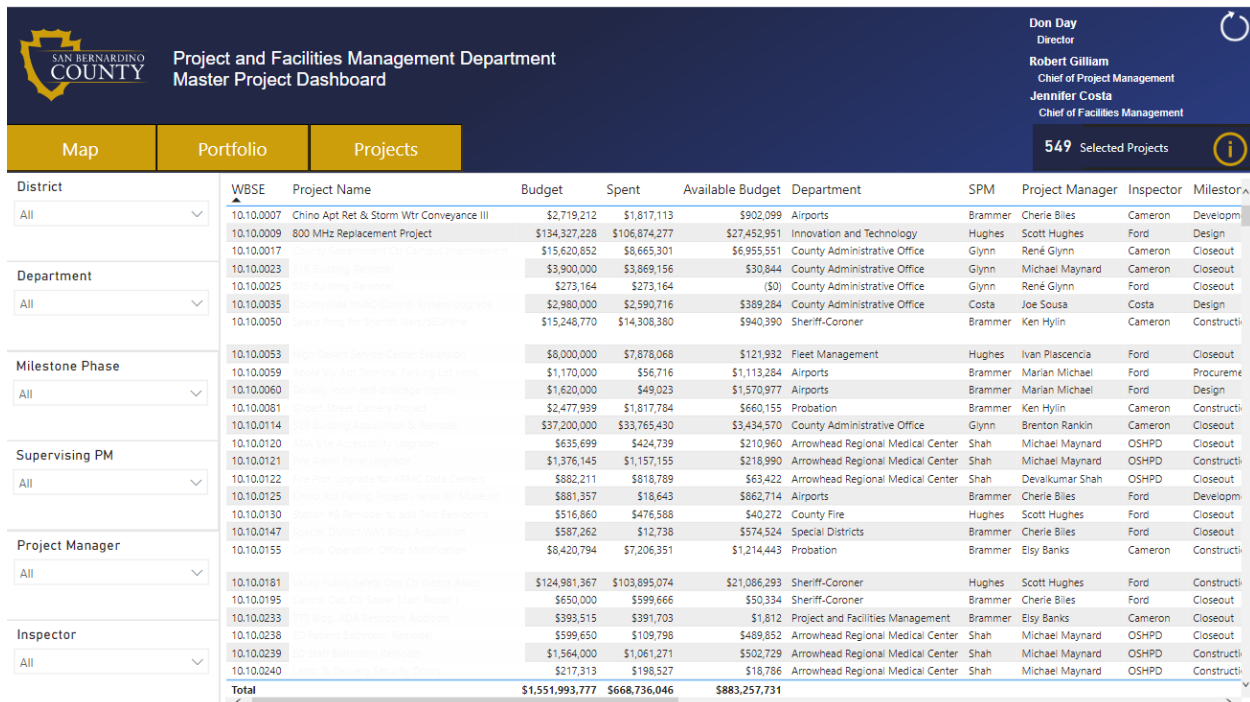 SAN BERNARDINO
COUNTY
Project and Facilities Management Department
Master Project Dashboard
Don Day
Director
Robert Gilliam
Chief of Project Management
Jennifer Costa
Chief of Facilities Management
Map Portfolio Projects
549 Selected Projects
District
All
Department
All
Milestone Phase
All
Supervising PM
All
Project Manager
All
Inspector
All
WBSE Project Name Budget Spent Available Budget Department SPM Project Manager Inspector Mileston
10.10.0007 Chino Apt Ret & Storm Wtr Conveyance III $2,719,212 $1,817,113 $902,099 Airports Brammer Cherie Biles Cameron Developm
10.10.0009 800 MHz Replacement Project $134,327,228 $106,874,277 $27,452,951 Innovation and Technology Hughes Scott Hughes Ford Design
10.10.0017 $15,620,852 $8,665,301 $6,955,551 County Administrative Office Glynn René Glynn Cameron Closeout
10.10.0023 $3,900,000 $3,869,156 $30,844 County Administrative Office Glynn Michael Maynard Cameron Closeout
10.10.0025 $273,164 $273,164 ($0) County Administrative Office Glynn René Glynn Ford Closeout
10.10.0035 $2,980,000 $2,590,716 $389,284 County Administrative Office Costa Joe Sousa Costa Design
10.10.0050 $15,248,770 $14,308,380 $940,390 Sheriff-Coroner Brammer Ken Hylin Cameron Constructi
10.10.0053 $8,000,000 $7,878,068 $121,932 Fleet Management Hughes Ivan Plascencia Ford Closeout
10.10.0059 $1,170,000 $56,716 $1,113,284 Airports Brammer Marian Michael Ford Procureme
10.10.0060 $1,620,000 $49,023 $1,570,977 Airports Brammer Marian Michael Ford Design
10.10.0081 $2,477,939 $1,817,784 $660,155 Probation Brammer Ken Hylin Cameron Constructi
10.10.0114 $37,200,000 $33,765,430 $3,434,570 County Administrative Office Glynn Brenton Rankin Cameron Closeout
10.10.0120 $635,699 $424,739 $210,960 Arrowhead Regional Medical Center Shah Michael Maynard OSHPD Closeout
10.10.0121 $1,376,145 $1,157,155 $218,990 Arrowhead Regional Medical Center Shah Michael Maynard OSHPD Constructi
10.10.0122 $882,211 $818,789 $63,422 Arrowhead Regional Medical Center Shah Devalkumar Shah OSHPD Closeout
10.10.0125 $881,357 $18,643 $862,714 Airports Brammer Cherie Biles Ford Developm
10.10.0130 $516,860 $476,588 $40,272 County Fire Hughes Scott Hughes Ford Closeout
10.10.0147 $587,262 $12,738 $574,524 Special Districts Brammer Cherie Biles Ford Closeout
10.10.0155 $8,420,794 $7,206,351 $1,214,443 Probation Brammer Elsy Banks Cameron Constructi
10.10.0181 $124,981,367 $103,895,074 $21,086,293 Sheriff-Coroner Hughes Scott Hughes Ford Constructi
10.10.0195 $650,000 $599,666 $50,334 Sheriff-Coroner Brammer Cherie Biles Ford Closeout
10.10.0233 $393,515 $391,703 $1,812 Project and Facilities Management Brammer Elsy Banks Cameron Closeout
10.10.0238 $599,650 $109,798 $489,852 Arrowhead Regional Medical Center Shah Michael Maynard OSHPD Closeout
10.10.0239 $1,564,000 $1,061,271 $502,729 Arrowhead Regional Medical Center Shah Michael Maynard OSHPD Constructi
10.10.0240 $217,313 $198,527 $18,786 Arrowhead Regional Medical Center Shah Michael Maynard OSHPD Constructi
Total $1,551,993,777 $668,736,046 $883,257,731